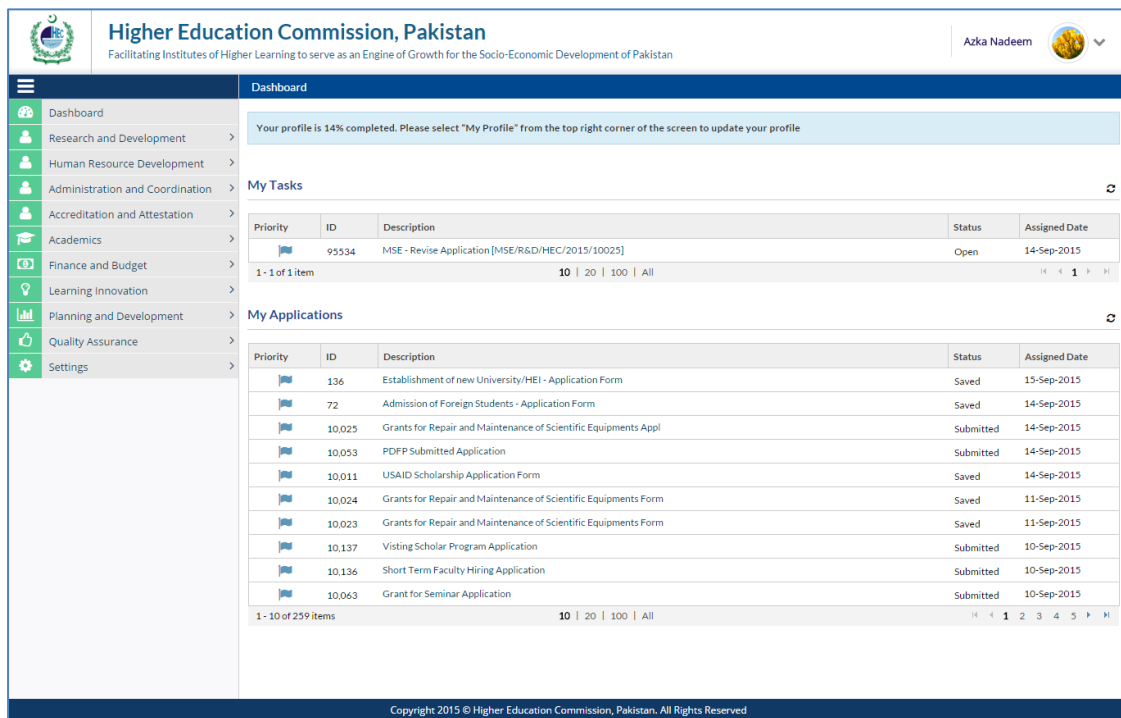 HEC
Higher Education Commission, Pakistan
Facilitating Institutes of Higher Learning to serve as an Engine of Growth for the Socio-Economic Development of Pakistan
Azka Nadeem
Dashboard
Dashboard
Research and Development
Human Resource Development
Administration and Coordination
Accreditation and Attestation
Academics
Finance and Budget
Learning Innovation
Planning and Development
Quality Assurance
Settings
Your profile is 14% completed. Please select "My Profile" from the top right corner of the screen to update your profile
My Tasks
Priority ID Description Status Assigned Date
95534 MSE - Revise Application [MSE/R&D/HEC/2015/10025] Open 14-Sep-2015
1 - 1 of 1 item 10 | 20 | 100 | All 1
My Applications
Priority ID Description Status Assigned Date
136 Establishment of new University/HEI - Application Form Saved 15-Sep-2015
72 Admission of Foreign Students - Application Form Saved 14-Sep-2015
10,025 Grants for Repair and Maintenance of Scientific Equipments Appl Submitted 14-Sep-2015
10,053 PDFP Submitted Application Submitted 14-Sep-2015
10,011 USAID Scholarship Application Form Saved 14-Sep-2015
10,024 Grants for Repair and Maintenance of Scientific Equipments Form Saved 11-Sep-2015
10,023 Grants for Repair and Maintenance of Scientific Equipments Form Saved 11-Sep-2015
10,137 Visting Scholar Program Application Submitted 10-Sep-2015
10,136 Short Term Faculty Hiring Application Submitted 10-Sep-2015
10,063 Grant for Seminar Application Submitted 10-Sep-2015
1 - 10 of 259 items 10 | 20 | 100 | All 1 2 3 4 5
Copyright 2015 © Higher Education Commission, Pakistan. All Rights Reserved